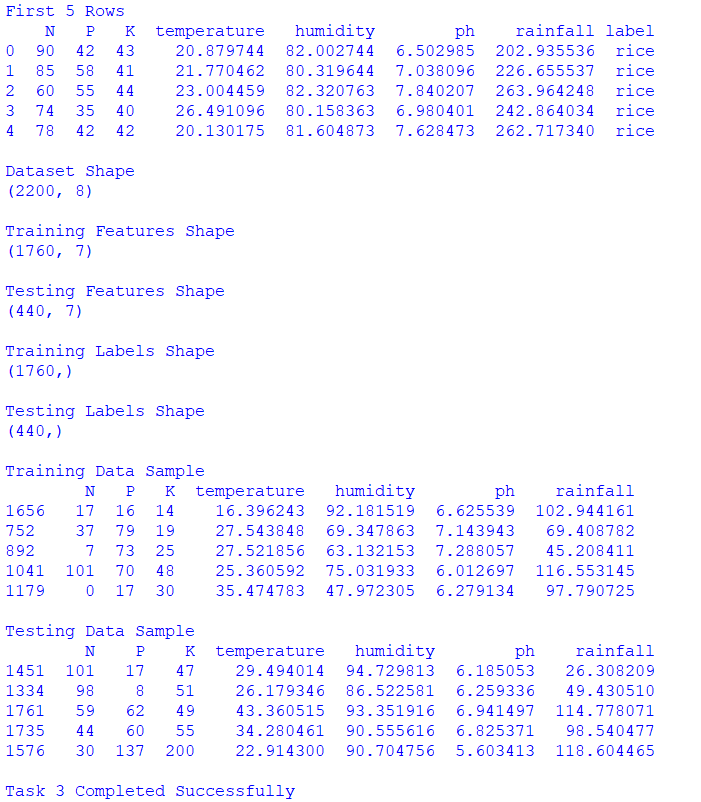 First 5 Rows
    N   P   K  temperature   humidity        ph    rainfall label
0  90  42  43    20.879744  82.002744  6.502985  202.935536  rice
1  85  58  41    21.770462  80.319644  7.038096  226.655537  rice
2  60  55  44    23.004459  82.320763  7.840207  263.964248  rice
3  74  35  40    26.491096  80.158363  6.980401  242.864034  rice
4  78  42  42    20.130175  81.604873  7.628473  262.717340  rice

Dataset Shape
(2200, 8)

Training Features Shape
(1760, 7)

Testing Features Shape
(440, 7)

Training Labels Shape
(1760,)

Testing Labels Shape
(440,)

Training Data Sample
        N   P   K  temperature   humidity        ph    rainfall
1656   17  16  14    16.396243  92.181519  6.625539  102.944161
752    37  79  19    27.543848  69.347863  7.143943   69.408782
892     7  73  25    27.521856  63.132153  7.288057   45.208411
1041  101  70  48    25.360592  75.031933  6.012697  116.553145
1179    0  17  30    35.474783  47.972305  6.279134   97.790725

Testing Data Sample
        N    P    K  temperature   humidity        ph    rainfall
1451  101   17   47    29.494014  94.729813  6.185053   26.308209
1334   98    8   51    26.179346  86.522581  6.259336   49.430510
1761   59   62   49    43.360515  93.351916  6.941497  114.778071
1735   44   60   55    34.280461  90.555616  6.825371   98.540477
1576   30  137  200    22.914300  90.704756  5.603413  118.604465

Task 3 Completed Successfully